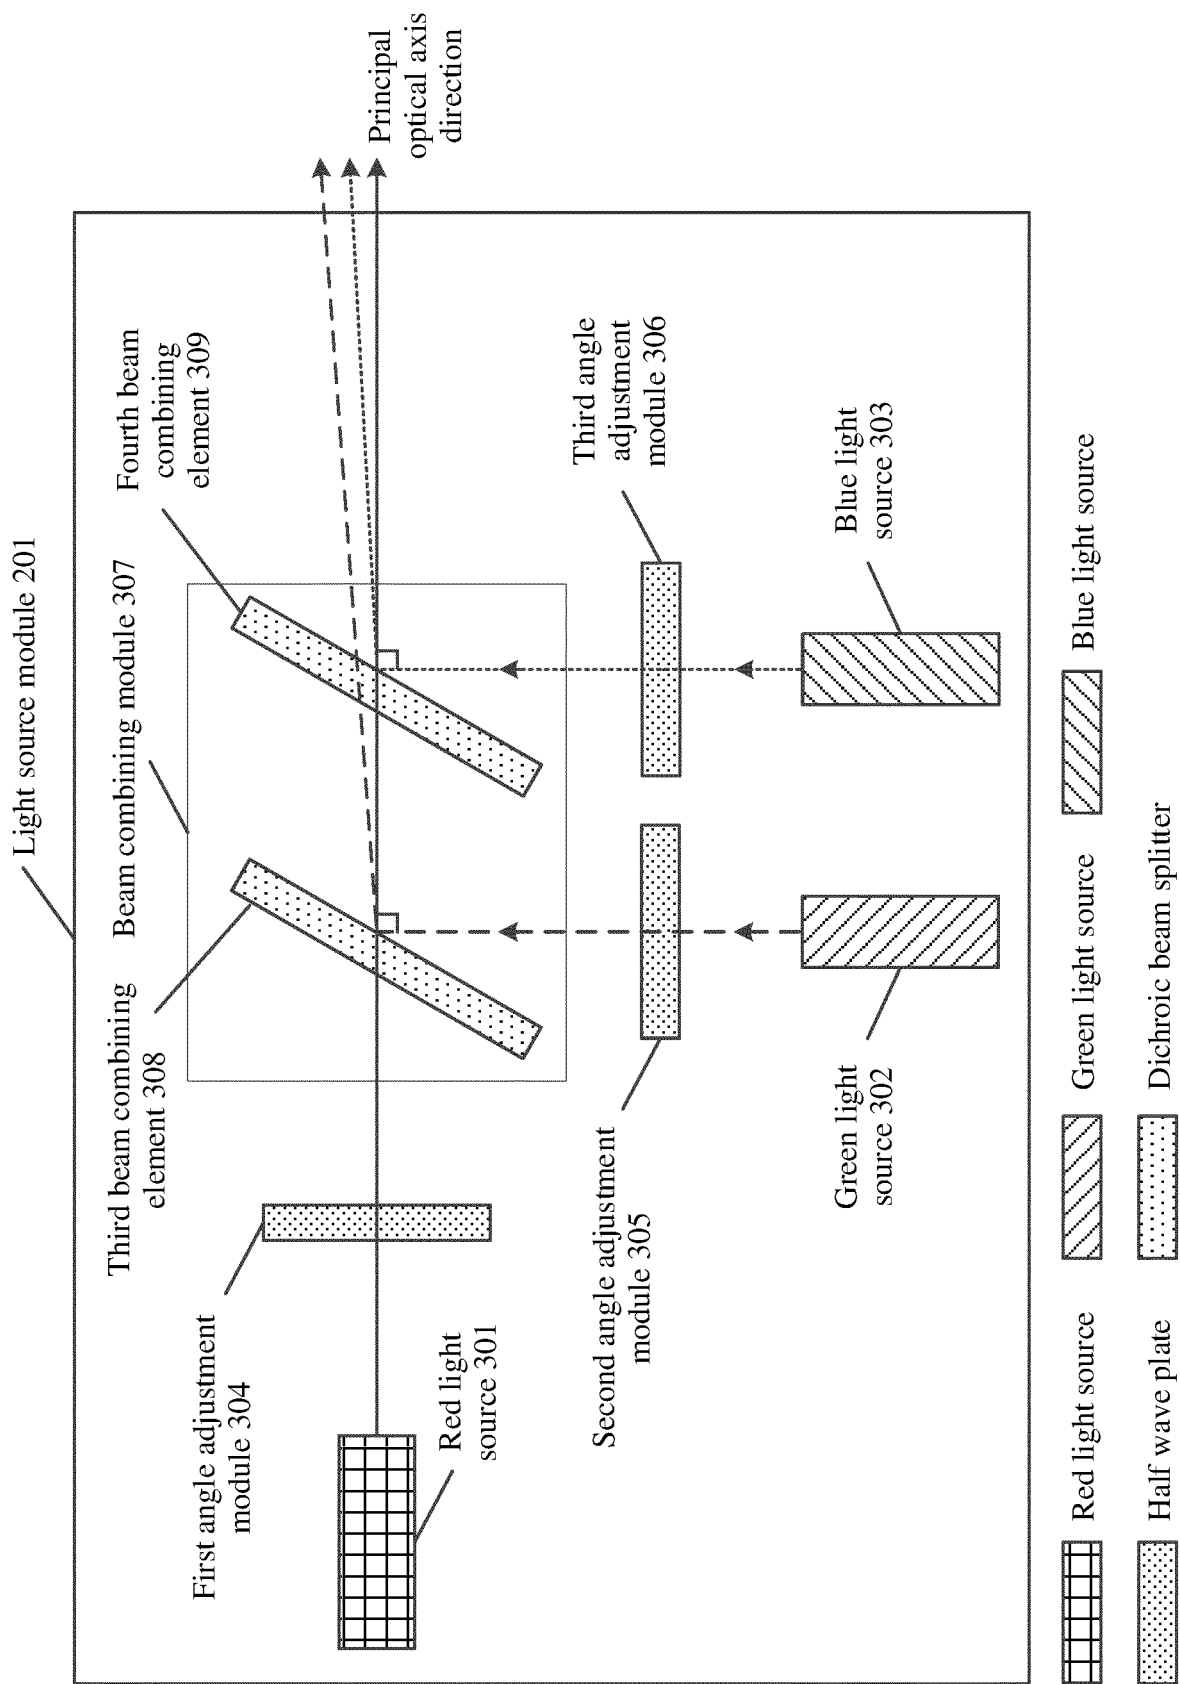 Light source module 201
Third beam combining
element 308
Beam combining module 307
Fourth beam
combining
element 309
First angle adjustment
module 304
Principal
optical axis
direction
Red light
source 301
Second angle adjustment
module 305
Third angle
adjustment
module 306
Green light
source 302
Blue light
source 303
Red light source
Green light source
Blue light source
Half wave plate
Dichroic beam splitter